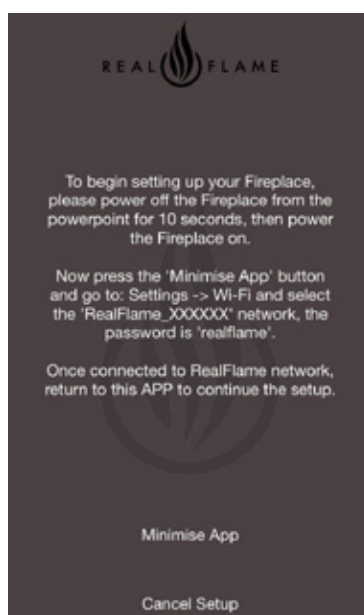 REAL FLAME
To begin setting up your Fireplace,
please power off the Fireplace from the
powerpoint for 10 seconds, then power
the Fireplace on.
Now press the 'Minimise App' button
and go to: Settings -> Wi-Fi and select
the 'RealFlame_XXXXXX' network, the
password is 'realflame'.
Once connected to RealFlame network,
return to this APP to continue the setup.
Minimise App
Cancel Setup